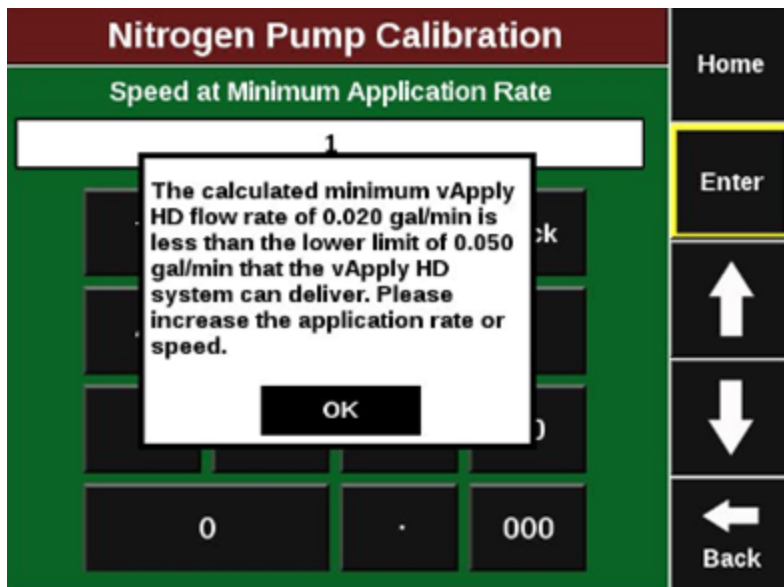 Nitrogen Pump Calibration
Home
Speed at Minimum Application Rate
1
Enter
The calculated minimum vApply
HD flow rate of 0.020 gal/min is
less than the lower limit of 0.050
gal/min that the vApply HD
system can deliver. Please
increase the application rate or
speed.
OK
0
.
000
Back